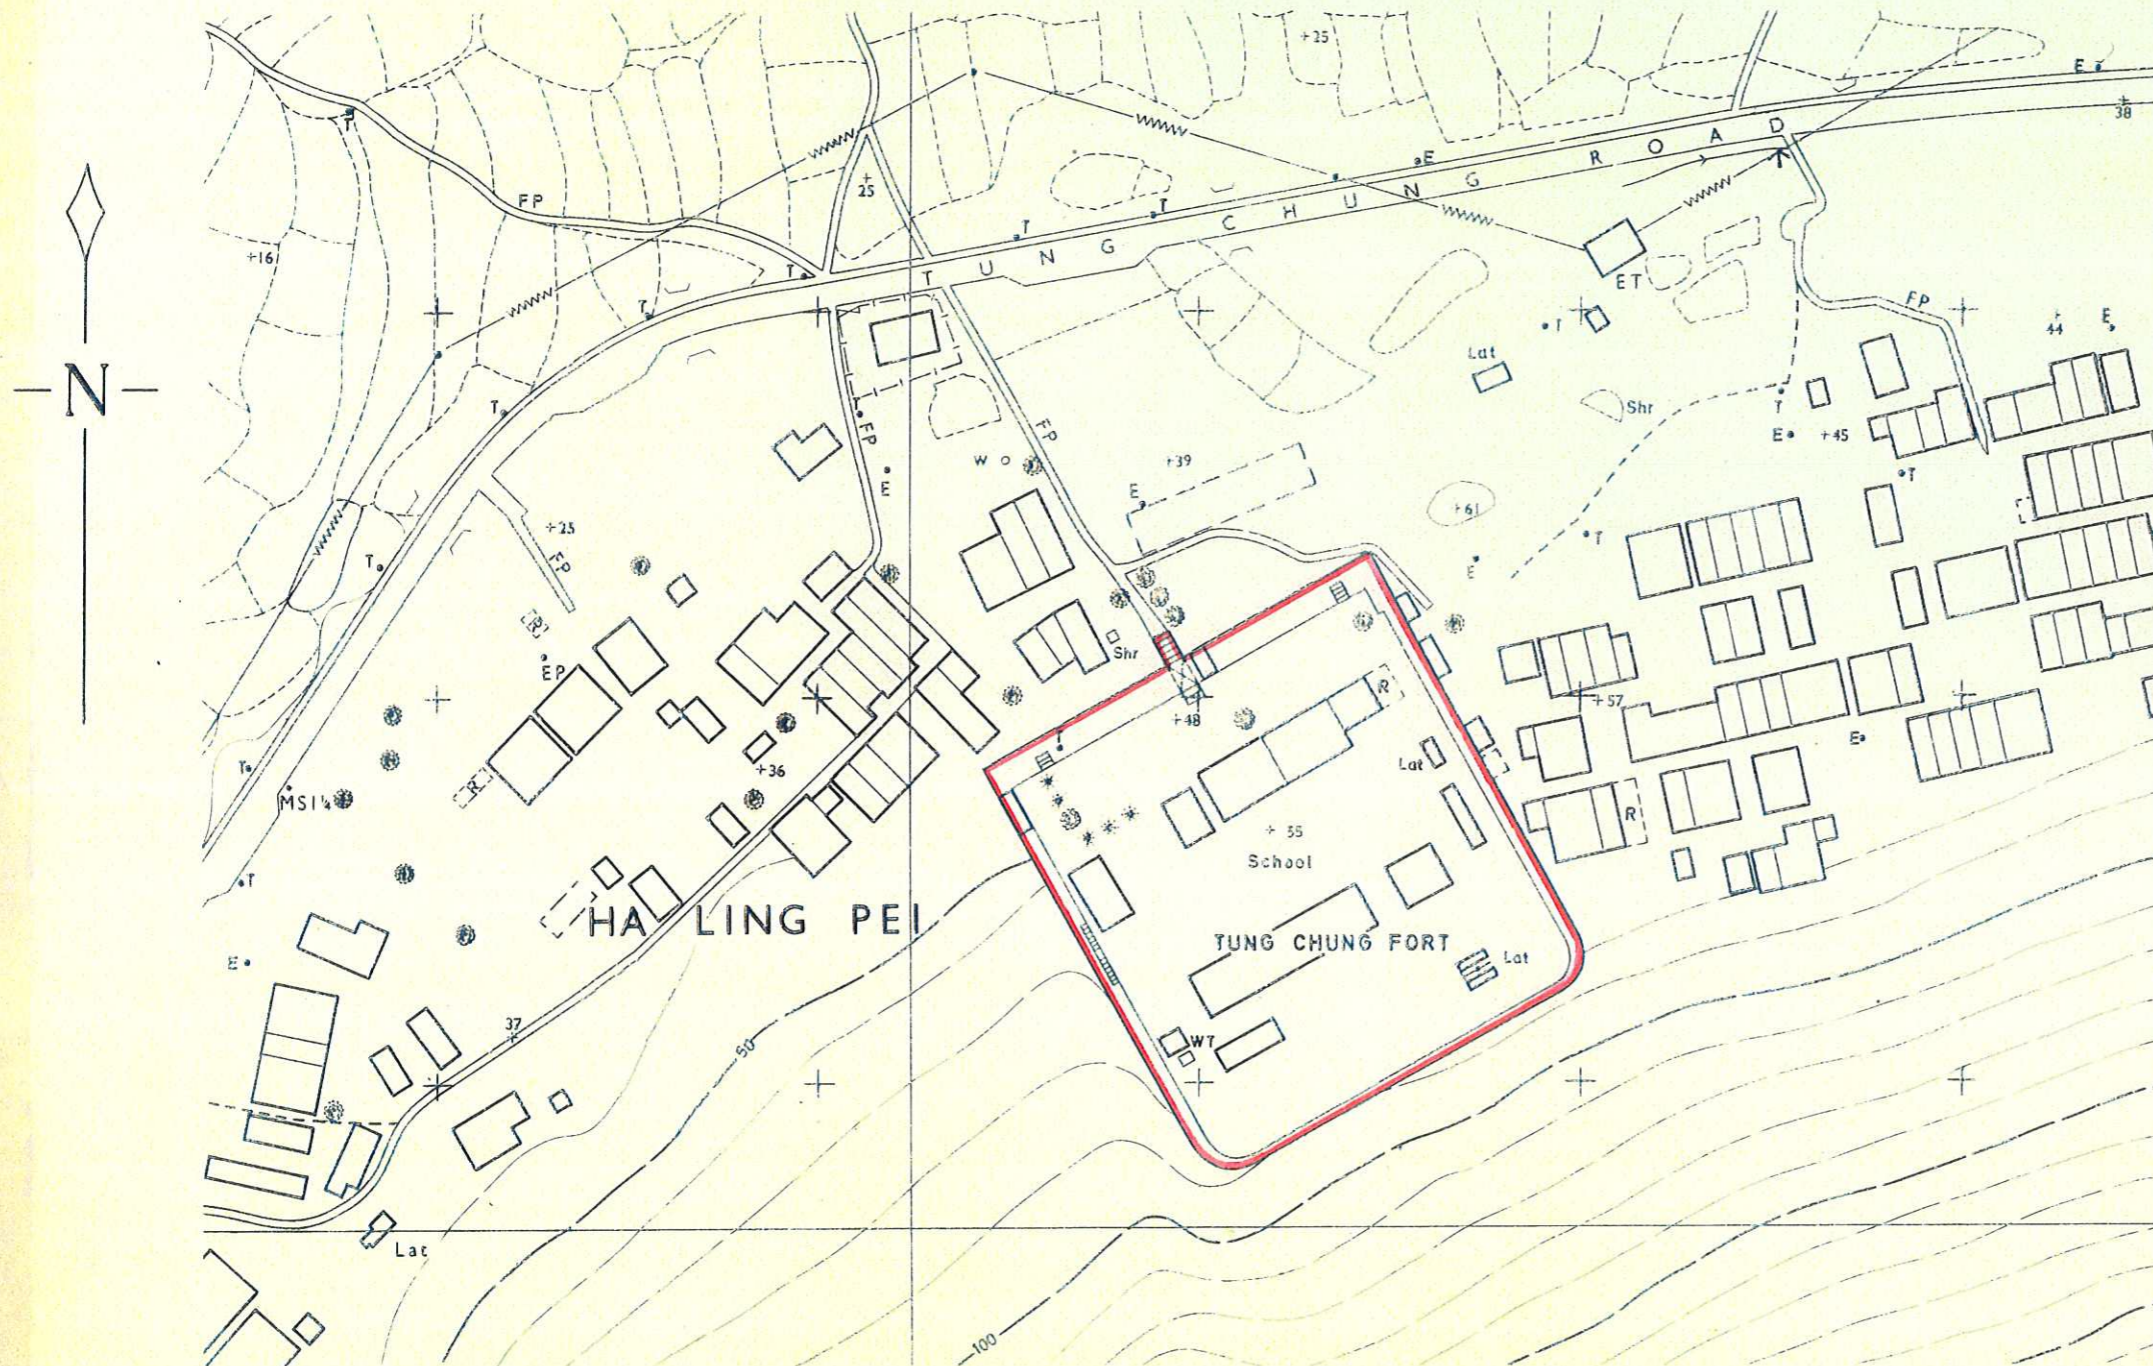 +25
E
38
T
25
FP
TUNG CHUNG ROAD
+16
T
T
T
T
ET
FP
T
44
E
N
T
Lat
T
Shr
T
E
+45
FP
FP
W
+39
E
E
T
+61
+25
FP
T
T
E
R
Shr
EP
R
+57
+48
T
E
T
+36
Lat
R
MS1¼
R
+55
School
T
HA LING PEI
TUNG CHUNG FORT
Lat
E
37
50
WT
Lat
100